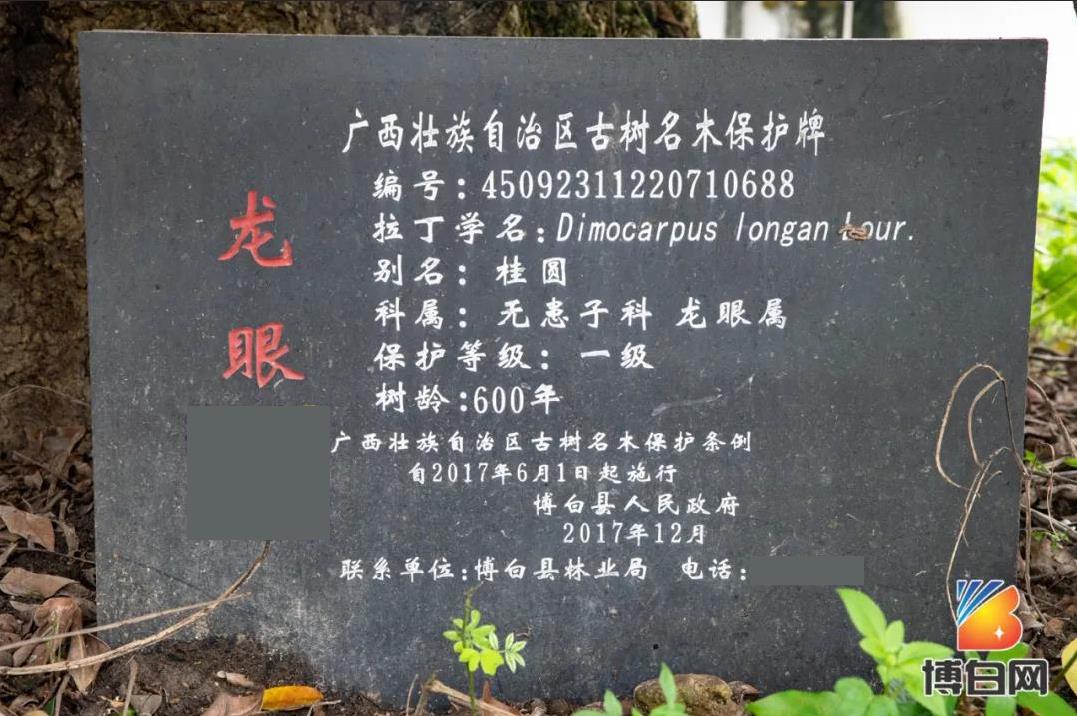 广西壮族自治区古树名木保护牌
龙眼
编号：45092311220710688
拉丁学名：Dimocarpus longan Lour.
别名：桂圆
科属：无患子科 龙眼属
保护等级：一级
树龄：600年
广西壮族自治区古树名木保护条例
自2017年6月1日起施行
博白县人民政府
2017年12月
联系单位：博白县林业局 电话：
博白网